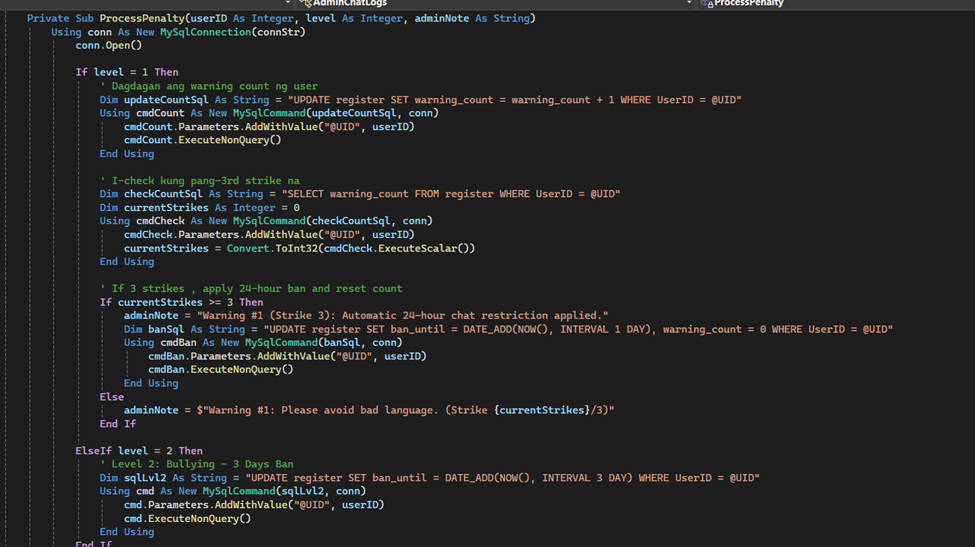 AdminChatLogs
ProcessPenalty
Private Sub ProcessPenalty(userID As Integer, level As Integer, adminNote As String)
Using conn As New MySqlConnection(connStr)
conn.Open()
If level = 1 Then
' Dagdagan ang warning count ng user
Dim updateCountSql As String = "UPDATE register SET warning_count = warning_count + 1 WHERE UserID = @UID"
Using cmdCount As New MySqlCommand(updateCountSql, conn)
cmdCount.Parameters.AddWithValue("@UID", userID)
cmdCount.ExecuteNonQuery()
End Using
' I-check kung pang-3rd strike na
Dim checkCountSql As String = "SELECT warning_count FROM register WHERE UserID = @UID"
Dim currentStrikes As Integer = 0
Using cmdCheck As New MySqlCommand(checkCountSql, conn)
cmdCheck.Parameters.AddWithValue("@UID", userID)
currentStrikes = Convert.ToInt32(cmdCheck.ExecuteScalar())
End Using
' If 3 strikes , apply 24-hour ban and reset count
If currentStrikes >= 3 Then
adminNote = "Warning #1 (Strike 3): Automatic 24-hour chat restriction applied."
Dim banSql As String = "UPDATE register SET ban_until = DATE_ADD(NOW(), INTERVAL 1 DAY), warning_count = 0 WHERE UserID = @UID"
Using cmdBan As New MySqlCommand(banSql, conn)
cmdBan.Parameters.AddWithValue("@UID", userID)
cmdBan.ExecuteNonQuery()
End Using
Else
adminNote = $"Warning #1: Please avoid bad language. (Strike {currentStrikes}/3)"
End If
ElseIf level = 2 Then
' Level 2: Bullying - 3 Days Ban
Dim sqlLvl2 As String = "UPDATE register SET ban_until = DATE_ADD(NOW(), INTERVAL 3 DAY) WHERE UserID = @UID"
Using cmd As New MySqlCommand(sqlLvl2, conn)
cmd.Parameters.AddWithValue("@UID", userID)
cmd.ExecuteNonQuery()
End Using
End If